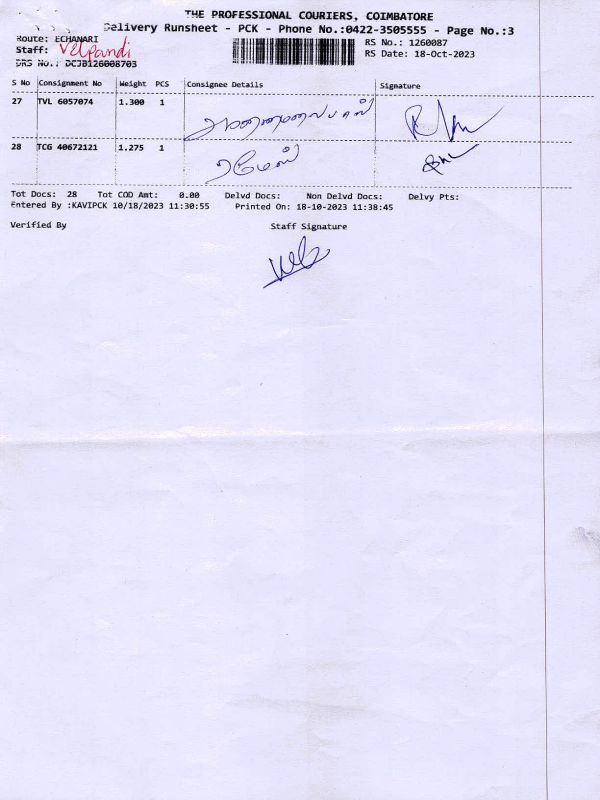 THE PROFESSIONAL COURIERS, COIMBATORE
Delivery Runsheet - PCK - Phone No.:0422-3505555 - Page No.:3
Route: ECHANARI
RS No.: 1260087
Staff: Velpandi
RS Date: 18-Oct-2023
DRS No.: DCJB126008703
S No Consignment No Weight PCS Consignee Details Signature
27 TVL 6057074 1.300 1
28 TCG 40672121 1.275 1
Tot Docs: 28 Tot COD Amt: 0.00 Delvd Docs: Non Delvd Docs: Delvy Pts:
Entered By :KAVIPCK 10/18/2023 11:30:55 Printed On: 18-10-2023 11:38:45
Verified By Staff Signature